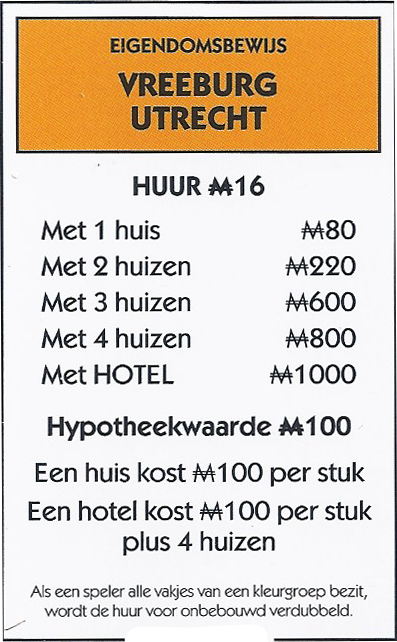 EIGENDOMSBEWIJS
VREEBURG
UTRECHT
HUUR ₩16
Met 1 huis ₩80
Met 2 huizen ₩220
Met 3 huizen ₩600
Met 4 huizen ₩800
Met HOTEL ₩1000
Hypotheekwaarde ₩100
Een huis kost ₩100 per stuk
Een hotel kost ₩100 per stuk
plus 4 huizen
Als een speler alle vakjes van een kleurgroep bezit,
wordt de huur voor onbebouwd verdubbeld.